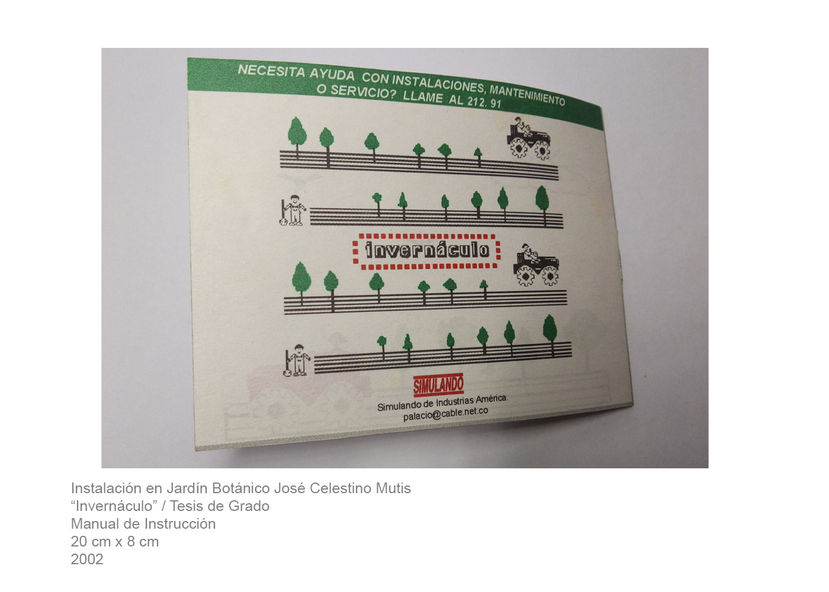 NECESITA AYUDA CON INSTALACIONES, MANTENIMIENTO
O SERVICIO? LLAME AL 212. 91
invernáculo
SIMULANDO
Simulando de Industrias América.
palacio@cable.net.co
Instalación en Jardín Botánico José Celestino Mutis
“Invernáculo” / Tesis de Grado
Manual de Instrucción
20 cm x 8 cm
2002